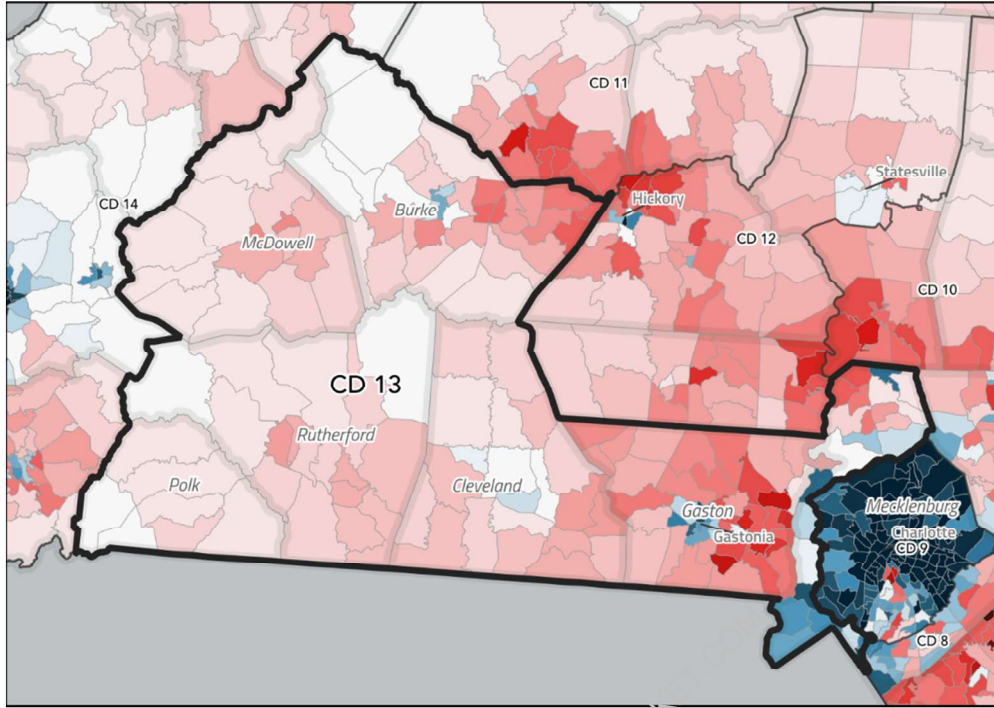 CD 11
CD 14
Statesville
Burke
Hickory
McDowell
CD 12
CD 10
CD 13
Rutherford
Polk
Cleveland
Gaston
Mecklenburg
Gastonia
Charlotte
CD 9
CD 8